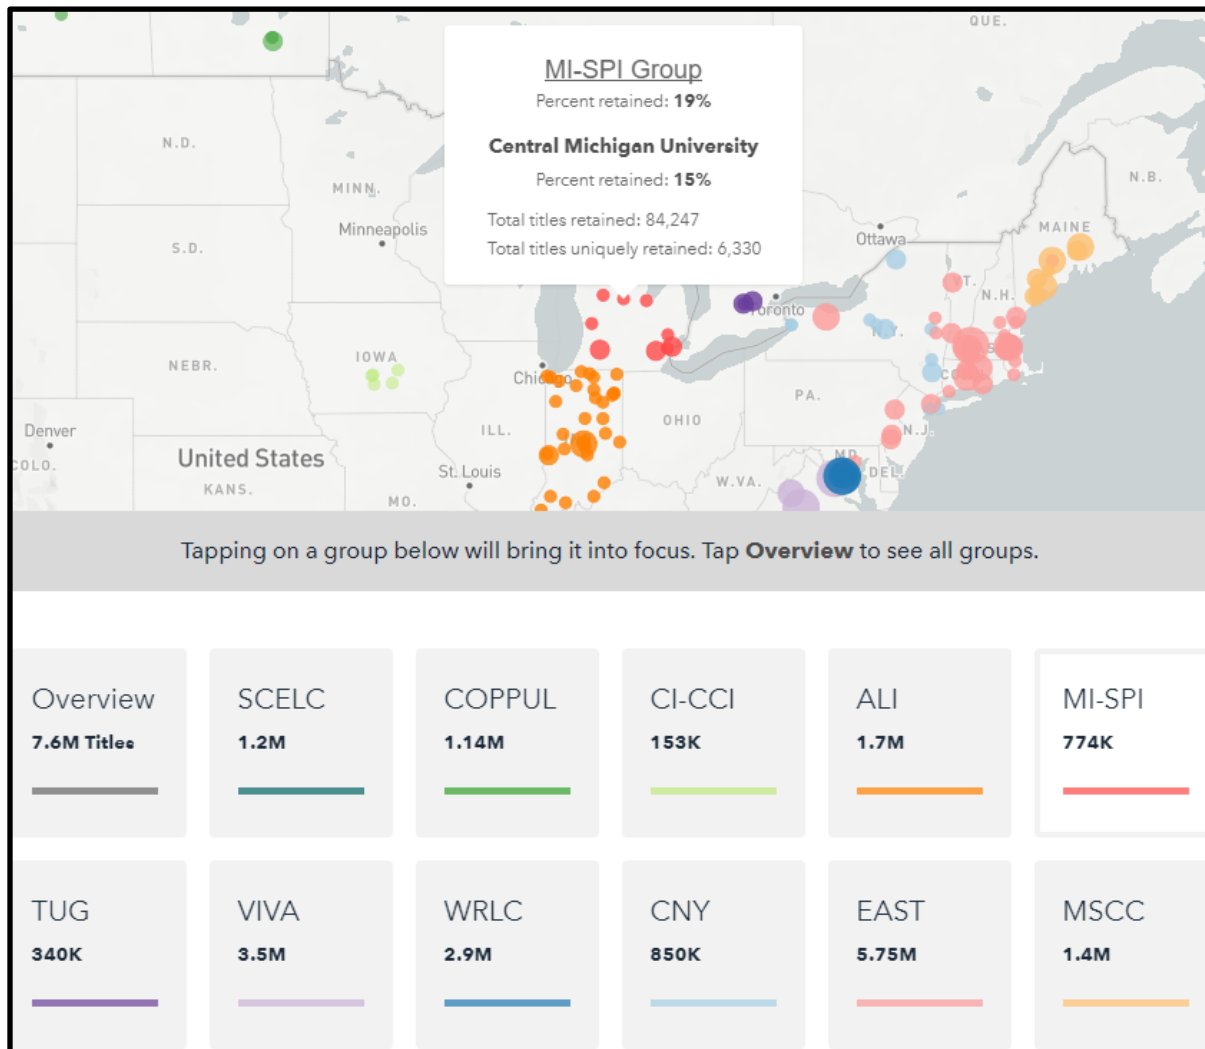 QUE.
MI-SPI Group
Percent retained: 19%
Central Michigan University
Percent retained: 15%
Total titles retained: 84,247
Total titles uniquely retained: 6,330
N.D.
MINN.
N.B.
Minneapolis
MAINE
S.D.
Ottawa
VT.
N.H.
Toronto
N.Y.
IOWA
NEBR.
Chicago
PA.
OHIO
ILL.
N.J.
Denver
United States
MD.
COLO.
St. Louis
DEL.
KANS.
W.VA.
MO.
Tapping on a group below will bring it into focus. Tap Overview to see all groups.
Overview
7.6M Titles
SCELC
1.2M
COPPUL
1.14M
CI-CCI
153K
ALI
1.7M
MI-SPI
774K
TUG
340K
VIVA
3.5M
WRLC
2.9M
CNY
850K
EAST
5.75M
MSCC
1.4M